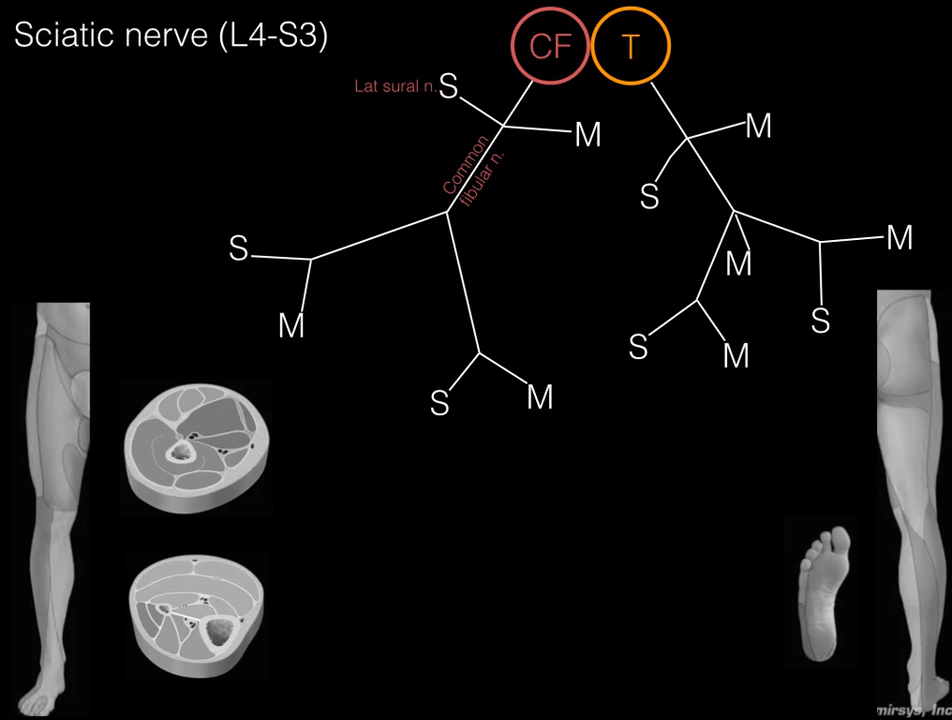 Sciatic nerve (L4-S3)
CF
T
Lat sural n.
S
M
M
Common
fibular n.
S
S
M
M
M
S
M
S
S
M
S
M
mirsys, Inc